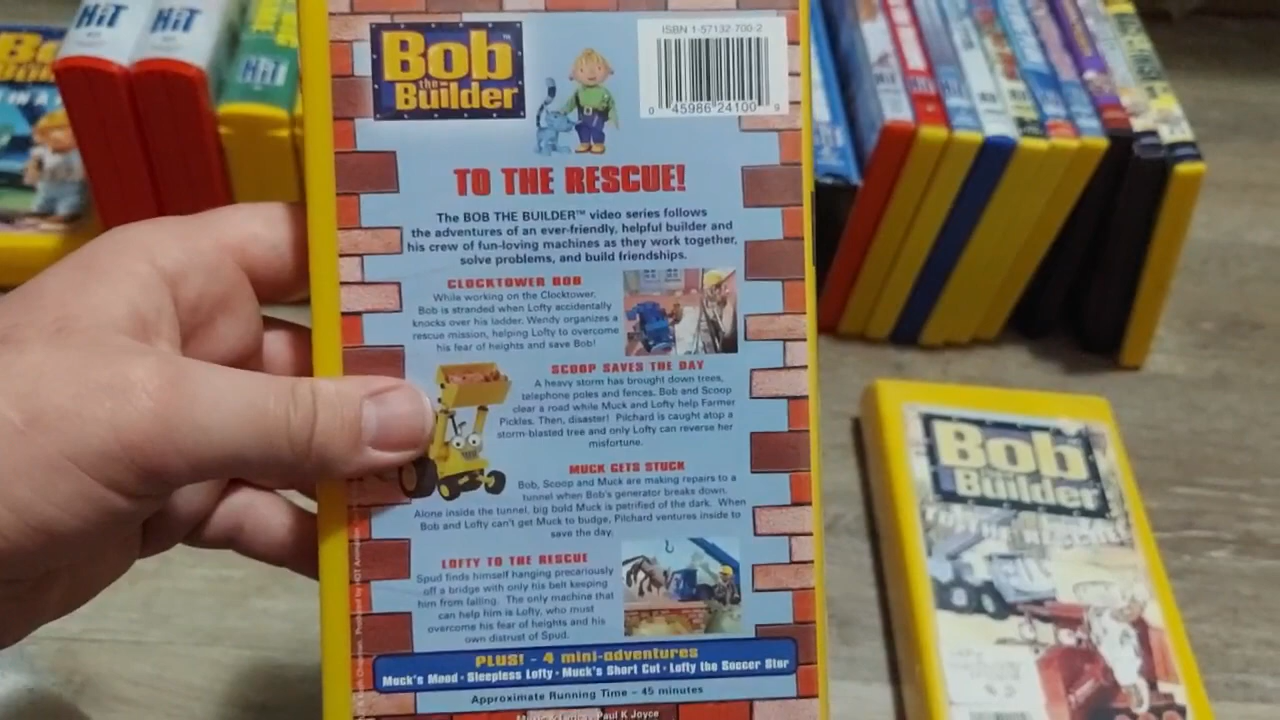 HiT
HiT
HiT
Bob
the
Builder
™
ISBN 1-57132-700-2
0 45986 24100 9
TO THE RESCUE!
The BOB THE BUILDER™ video series follows
the adventures of an ever-friendly, helpful builder and
his crew of fun-loving machines as they work together,
solve problems, and build friendships.
CLOCKTOWER BOB
While working on the Clocktower,
Bob is stranded when Lofty accidentally
knocks over his ladder. Wendy organizes a
rescue mission, helping Lofty to overcome
his fear of heights and save Bob!
SCOOP SAVES THE DAY
A heavy storm has brought down trees,
telephone poles and fences. Bob and Scoop
clear a road while Muck and Lofty help Farmer
Pickles. Then, disaster! Pilchard is caught atop a
storm-blasted tree and only Lofty can reverse her
misfortune.
MUCK GETS STUCK
Bob, Scoop and Muck are making repairs to a
tunnel when Bob's generator breaks down.
Alone inside the tunnel, big bold Muck is petrified of the dark. When
Bob and Lofty can't get Muck to budge, Pilchard ventures inside to
save the day.
LOFTY TO THE RESCUE
Spud finds himself hanging precariously
off a bridge with only his belt keeping
him from falling. The only machine that
can help him is Lofty, who must
overcome his fear of heights and his
own distrust of Spud.
PLUS! - 4 mini-adventures
Muck's Mood · Sleepless Lofty · Muck's Short Cut · Lofty the Soccer Star
Approximate Running Time - 45 minutes
Paul K Joyce
Bob
the
Builder
TO THE RESCUE!